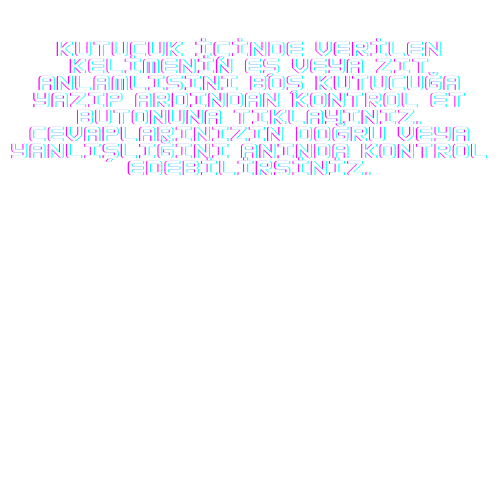 KUTUCUK İÇİNDE VERİLEN
KELİMENİN EŞ VEYA ZIT
ANLAMLISINI BOŞ KUTUCUĞA
YAZIP ARDINDAN KONTROL ET
BUTONUNA TIKLAYINIZ.
CEVAPLARINIZIN DOĞRU VEYA
YANLIŞLIĞINI ANINDA KONTROL
EDEBİLİRSİNİZ.